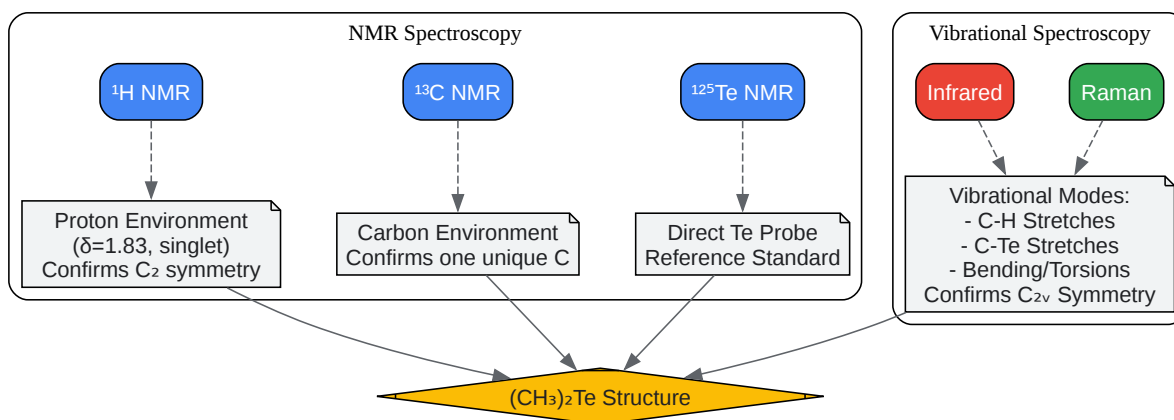 NMR Spectroscopy
Vibrational Spectroscopy
¹H NMR
¹³C NMR
¹²⁵Te NMR
Infrared
Raman
Proton Environment
(δ=1.83, singlet)
Confirms C₂ symmetry
Carbon Environment
Confirms one unique C
Direct Te Probe
Reference Standard
Vibrational Modes:
- C-H Stretches
- C-Te Stretches
- Bending/Torsions
Confirms C₂ᵥ Symmetry
(CH₃)₂Te Structure